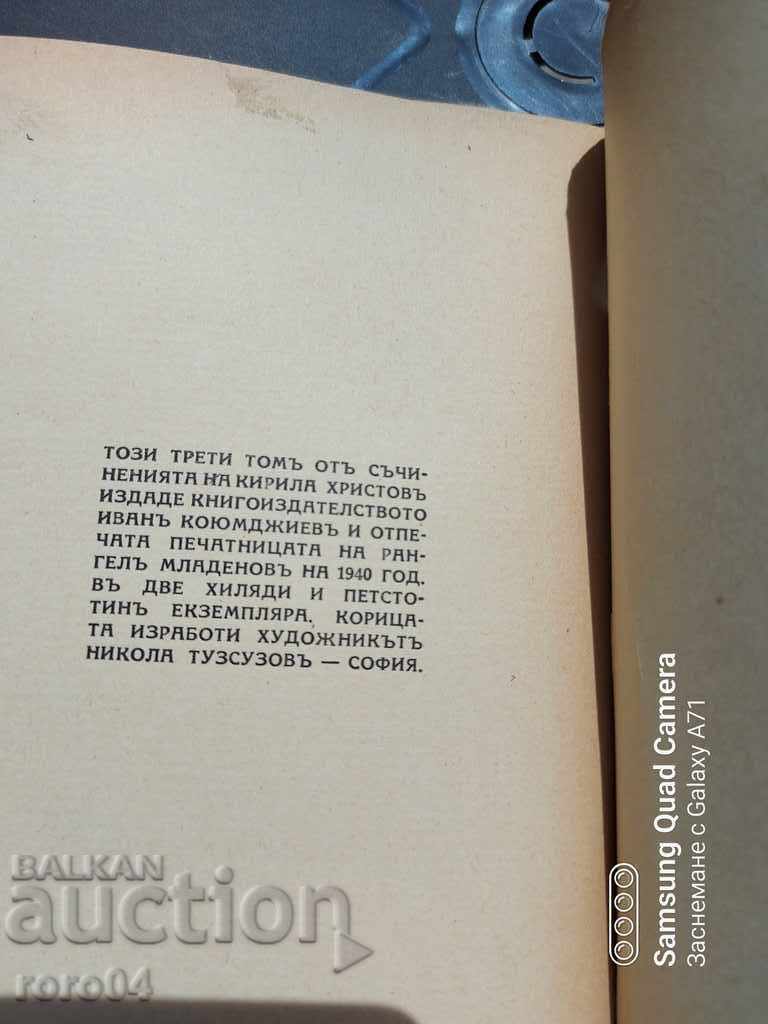 ТОЗИ ТРЕТИ ТОМЪ ОТЪ СЪЧИ-
НЕНИЯТА НА КИРИЛА ХРИСТОВЪ
ИЗДАДЕ КНИГОИЗДАТЕЛСТВОТО
ИВАНЪ КОЮМДЖИЕВЪ И ОТПЕ-
ЧАТА ПЕЧАТНИЦАТА НА РАН-
ГЕЛЪ МЛАДЕНОВЪ НА 1940 ГОД.
ВЪ ДВЕ ХИЛЯДИ И ПЕТСТО-
ТИНЪ ЕКЗЕМПЛЯРА. КОРИЦА-
ТА ИЗРАБОТИ ХУДОЖНИКЪТЪ
НИКОЛА ТУЗСУЗОВЪ — СОФИЯ.
BALKAN
auction
roro04
Samsung Quad Camera
Заснемане с Galaxy A71